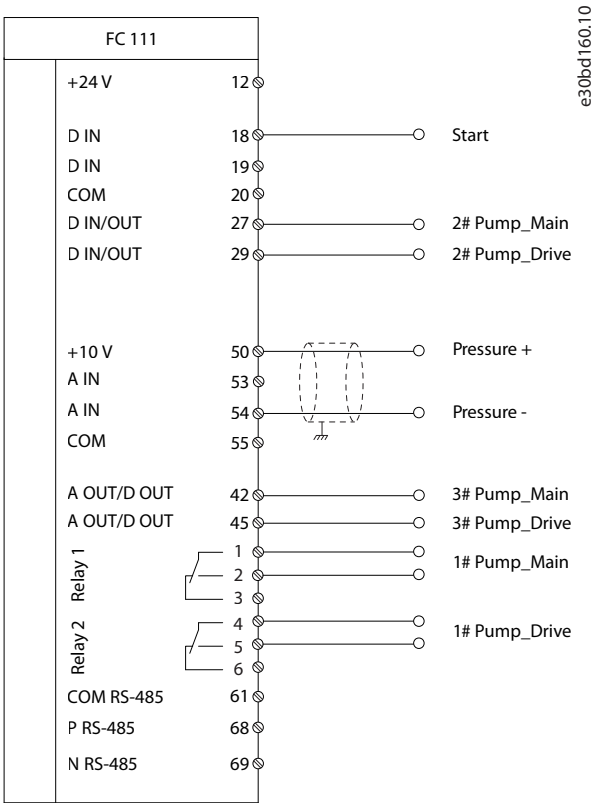 e30bd160.10
FC 111
+24 V 12
D IN 18 Start
D IN 19
COM 20
D IN/OUT 27 2# Pump_Main
D IN/OUT 29 2# Pump_Drive
+10 V 50 Pressure +
A IN 53
A IN 54 Pressure -
COM 55
A OUT/D OUT 42 3# Pump_Main
A OUT/D OUT 45 3# Pump_Drive
Relay 1
1
2
3
1# Pump_Main
Relay 2
4
5
6
1# Pump_Drive
COM RS-485 61
P RS-485 68
N RS-485 69